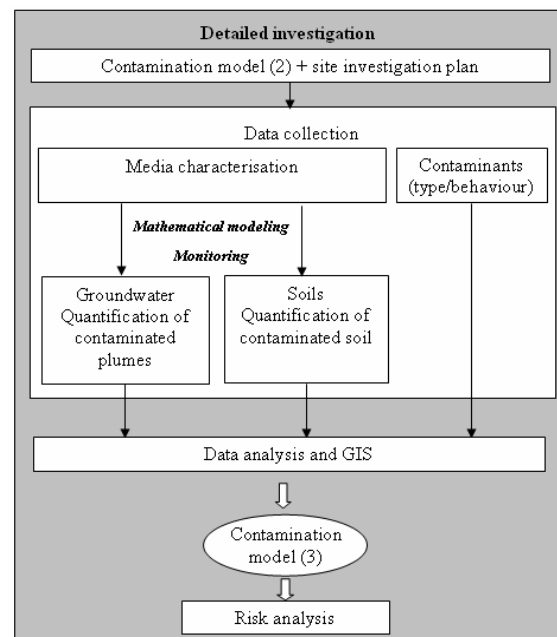 Detailed investigation
Contamination model (2) + site investigation plan
Data collection
Media characterisation
Contaminants
(type/behaviour)
Mathematical modeling
Monitoring
Groundwater
Quantification of
contaminated
plumes
Soils
Quantification of
contaminated soil
Data analysis and GIS
Contamination
model (3)
Risk analysis